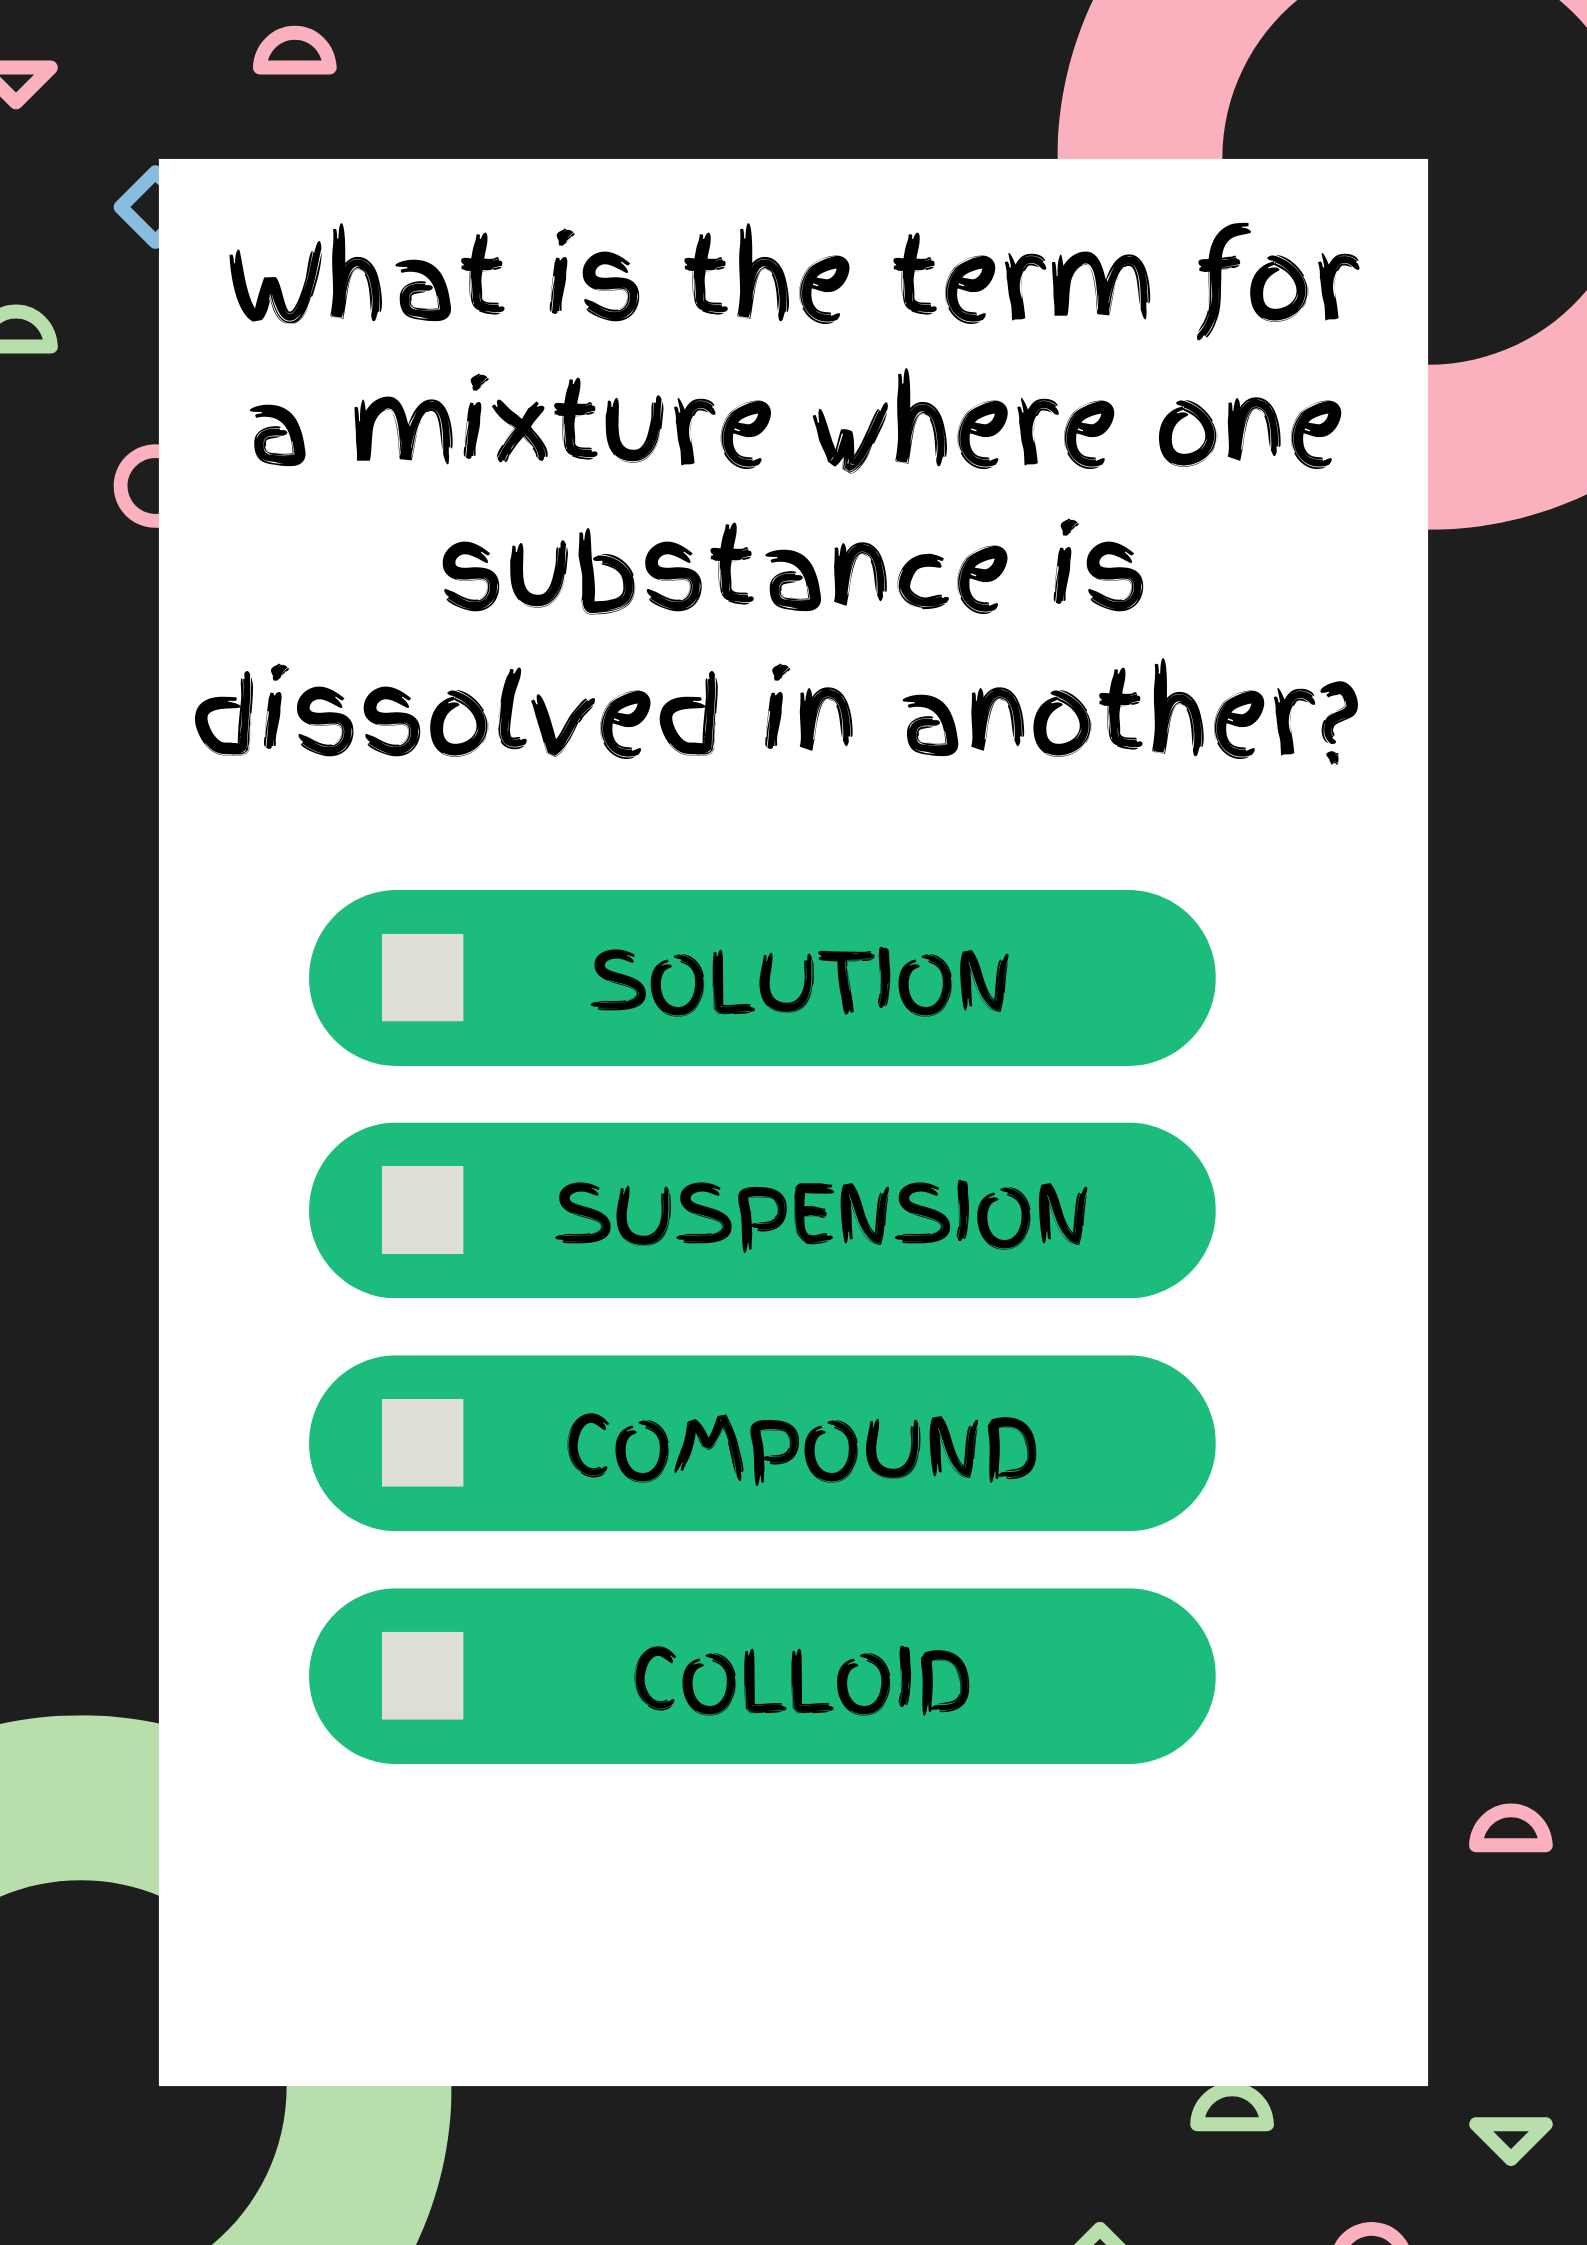 What is the term for
a mixture where one
substance is
dissolved in another?
SOLUTION
SUSPENSION
COMPOUND
COLLOID